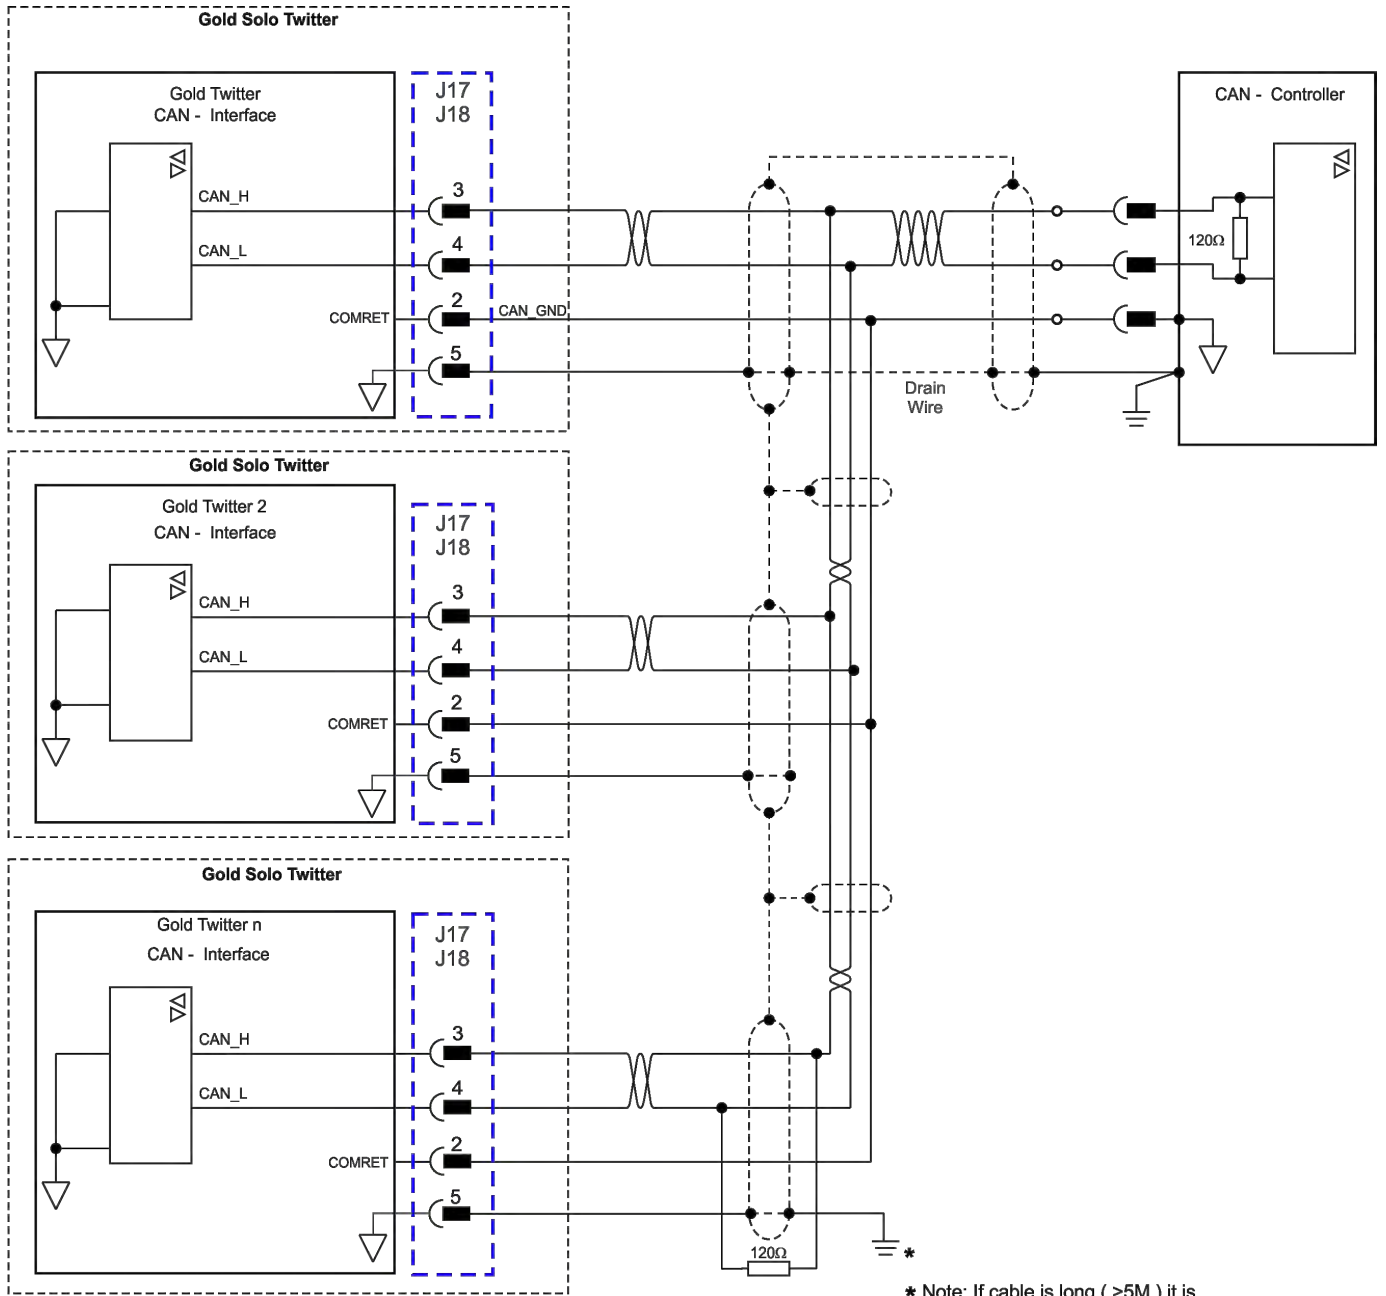 Gold Solo Twitter
Gold Twitter
CAN - Interface
J17
J18
CAN - Controller
CAN_H
3
CAN_L
4
120Ω
COMRET
2
CAN_GND
5
Drain
Wire
Gold Solo Twitter
Gold Twitter 2
CAN - Interface
J17
J18
CAN_H
3
CAN_L
4
COMRET
2
5
Gold Solo Twitter
Gold Twitter n
CAN - Interface
J17
J18
CAN_H
3
CAN_L
4
COMRET
2
5
120Ω
*
* Note: If cable is long ( >5M ) it is